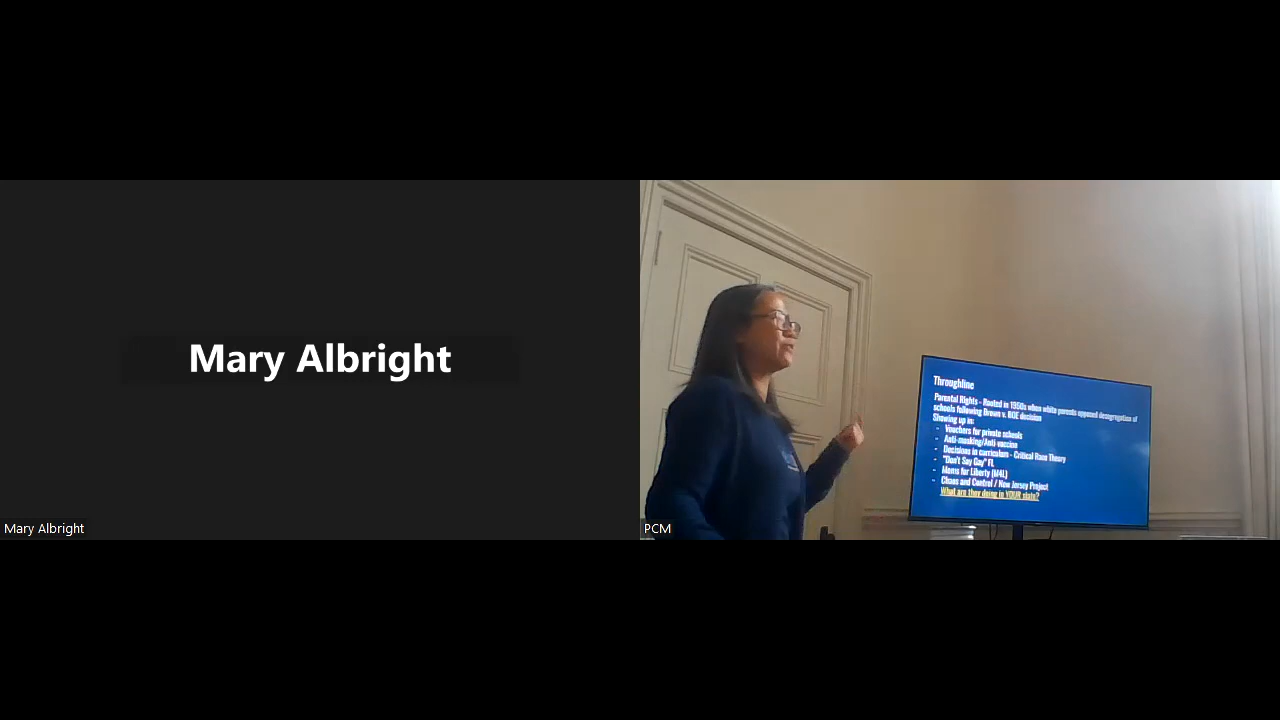 Mary Albright
Mary Albright
PCM
Throughline
Parental Rights - Rooted in 1950s when white parents opposed desegregation of
schools following Brown v. BOE decision
Showing up in:
- Vouchers for private schools
- Anti-masking/Anti vaccine
- Decisions in curriculum - Critical Race Theory
- "Don't Say Gay" FL
- Moms for Liberty (M4L)
- Chaos and Control / New Jersey Project
What are they doing in YOUR state?